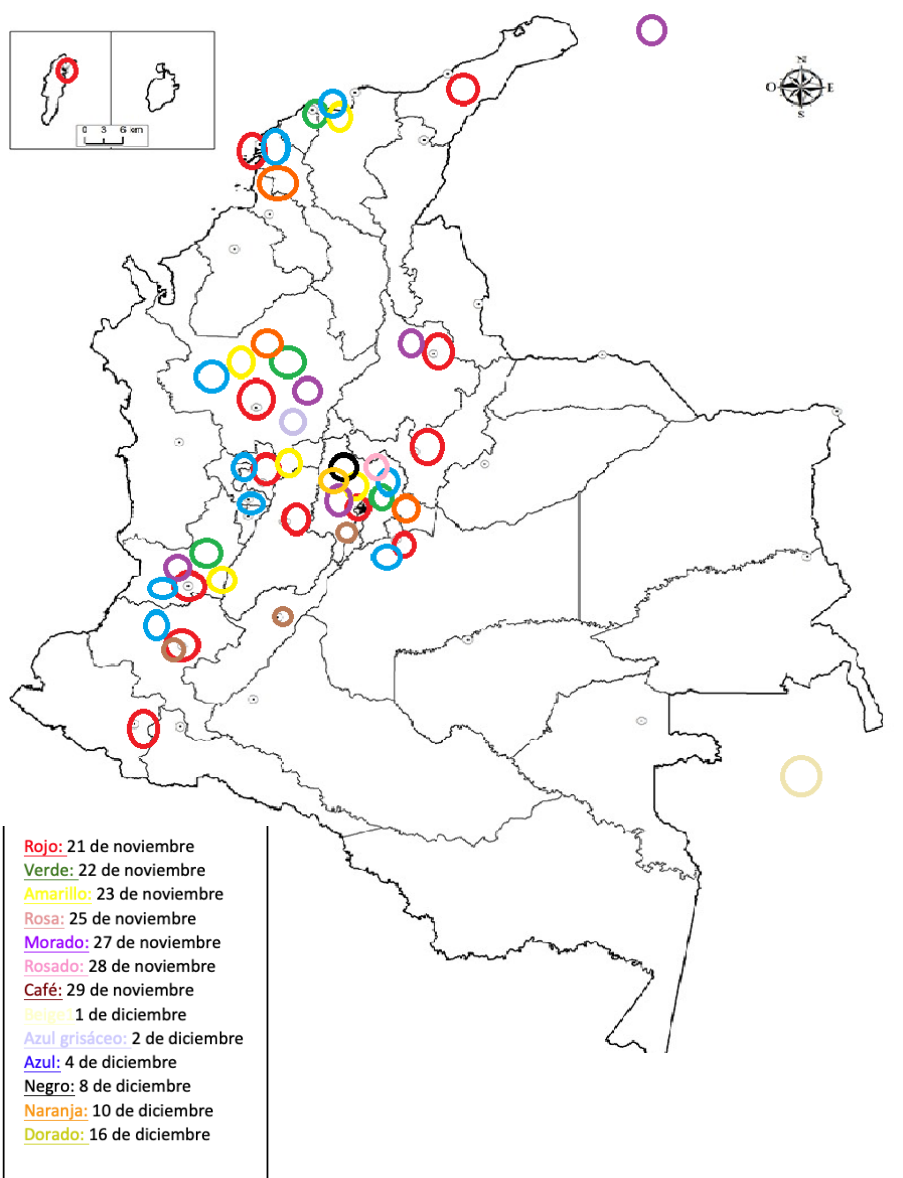 N
O E
S
0 3 6 km
Rojo: 21 de noviembre
Verde: 22 de noviembre
Amarillo: 23 de noviembre
Rosa: 25 de noviembre
Morado: 27 de noviembre
Rosado: 28 de noviembre
Café: 29 de noviembre
Beige: 1 de diciembre
Azul grisáceo: 2 de diciembre
Azul: 4 de diciembre
Negro: 8 de diciembre
Naranja: 10 de diciembre
Dorado: 16 de diciembre